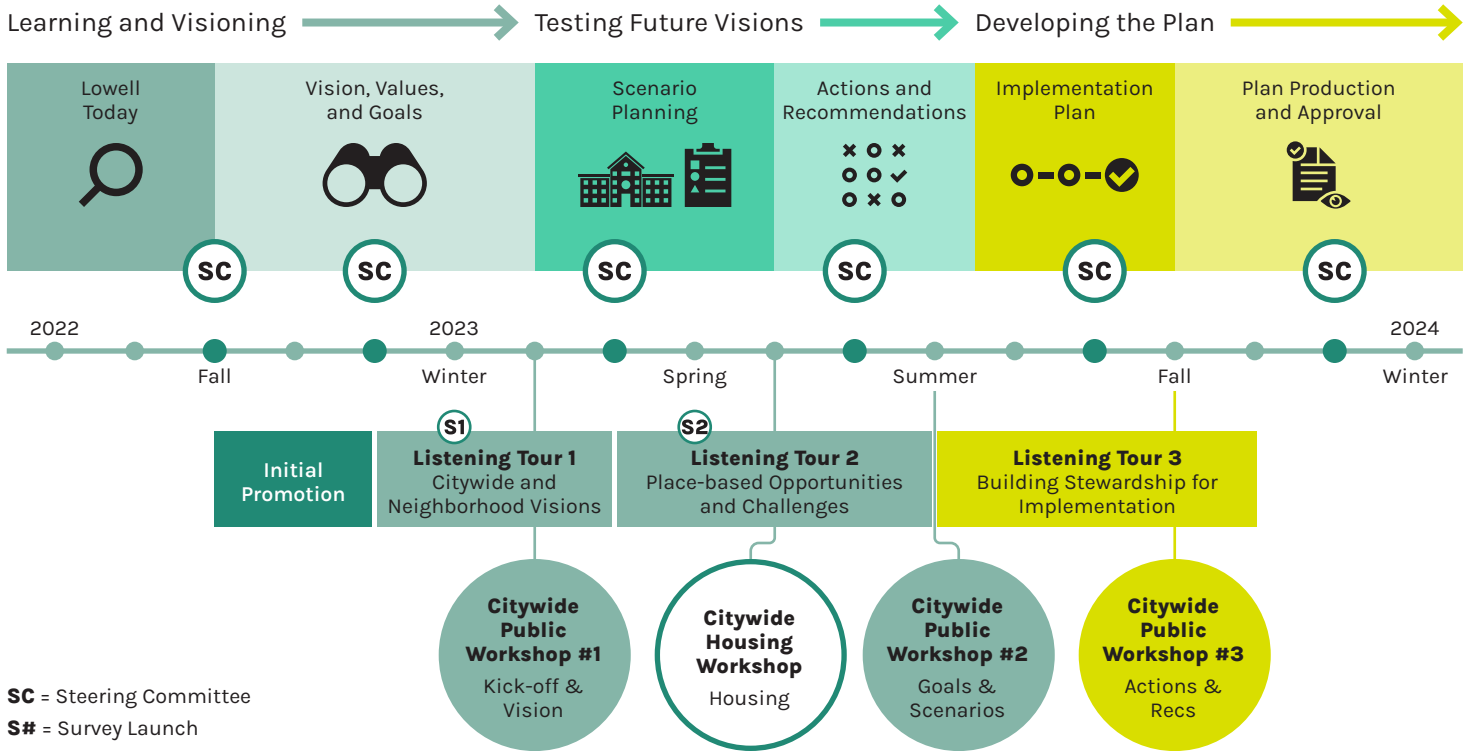 Learning and Visioning
Testing Future Visions
Developing the Plan
Lowell
Today
Vision, Values,
and Goals
Scenario
Planning
Actions and
Recommendations
Implementation
Plan
Plan Production
and Approval
SC
SC
SC
SC
SC
SC
2022
2023
2024
Fall
Winter
Spring
Summer
Fall
Winter
Initial
Promotion
S1
Listening Tour 1
Citywide and
Neighborhood Visions
S2
Listening Tour 2
Place-based Opportunities
and Challenges
Listening Tour 3
Building Stewardship for
Implementation
Citywide
Public
Workshop #1
Kick-off &
Vision
Citywide
Housing
Workshop
Housing
Citywide
Public
Workshop #2
Goals &
Scenarios
Citywide
Public
Workshop #3
Actions &
Recs
SC = Steering Committee
S# = Survey Launch